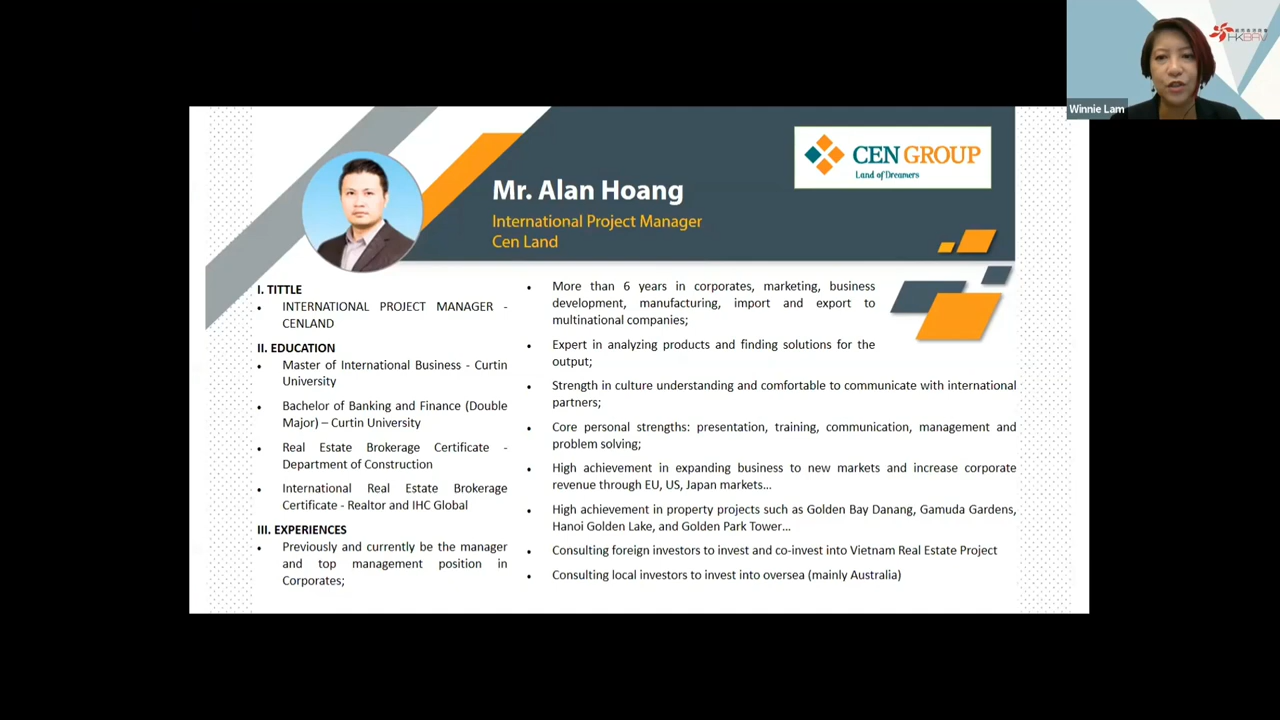 Winnie Lam
HKBAV
CEN GROUP
Land of Dreamers
Mr. Alan Hoang
International Project Manager
Cen Land
I. TITTLE
• INTERNATIONAL PROJECT MANAGER -
CENLAND
II. EDUCATION
• Master of International Business - Curtin
University
• Bachelor of Banking and Finance (Double
Major) – Curtin University
• Real Estate Brokerage Certificate -
Department of Construction
• International Real Estate Brokerage
Certificate - Realtor and IHC Global
III. EXPERIENCES
• Previously and currently be the manager
and top management position in
Corporates;
• More than 6 years in corporates, marketing, business
development, manufacturing, import and export to
multinational companies;
• Expert in analyzing products and finding solutions for the
output;
• Strength in culture understanding and comfortable to communicate with international
partners;
• Core personal strengths: presentation, training, communication, management and
problem solving;
• High achievement in expanding business to new markets and increase corporate
revenue through EU, US, Japan markets...
• High achievement in property projects such as Golden Bay Danang, Gamuda Gardens,
Hanoi Golden Lake, and Golden Park Tower...
• Consulting foreign investors to invest and co-invest into Vietnam Real Estate Project
• Consulting local investors to invest into oversea (mainly Australia)